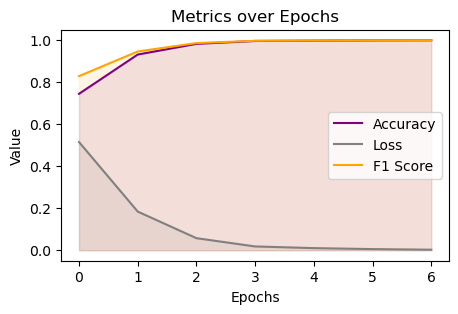 Metrics over Epochs
Value
1.0
0.8
0.6
0.4
0.2
0.0
Accuracy
Loss
F1 Score
0 1 2 3 4 5 6
Epochs